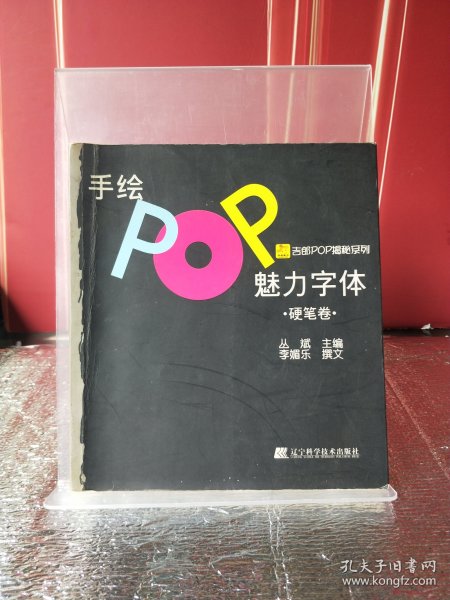 手绘
POP
吉郎POP揭秘系列
魅力字体
·硬笔卷·
丛 斌 主编
李媚乐 撰文
辽宁科学技术出版社
孔夫子旧书网
www.kongfz.com